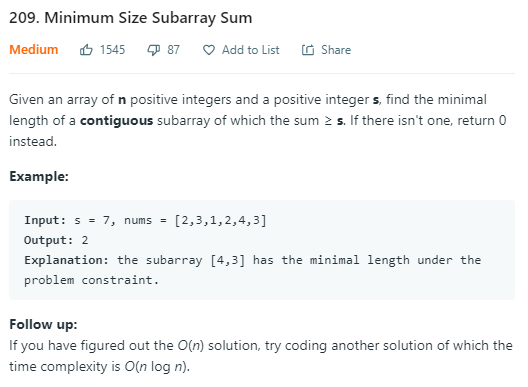 209. Minimum Size Subarray Sum
Medium 1545 87 Add to List Share
Given an array of n positive integers and a positive integer s, find the minimal
length of a contiguous subarray of which the sum ≥ s. If there isn't one, return 0
instead.
Example:
Input: s = 7, nums = [2,3,1,2,4,3]
Output: 2
Explanation: the subarray [4,3] has the minimal length under the
problem constraint.
Follow up:
If you have figured out the O(n) solution, try coding another solution of which the
time complexity is O(n log n).